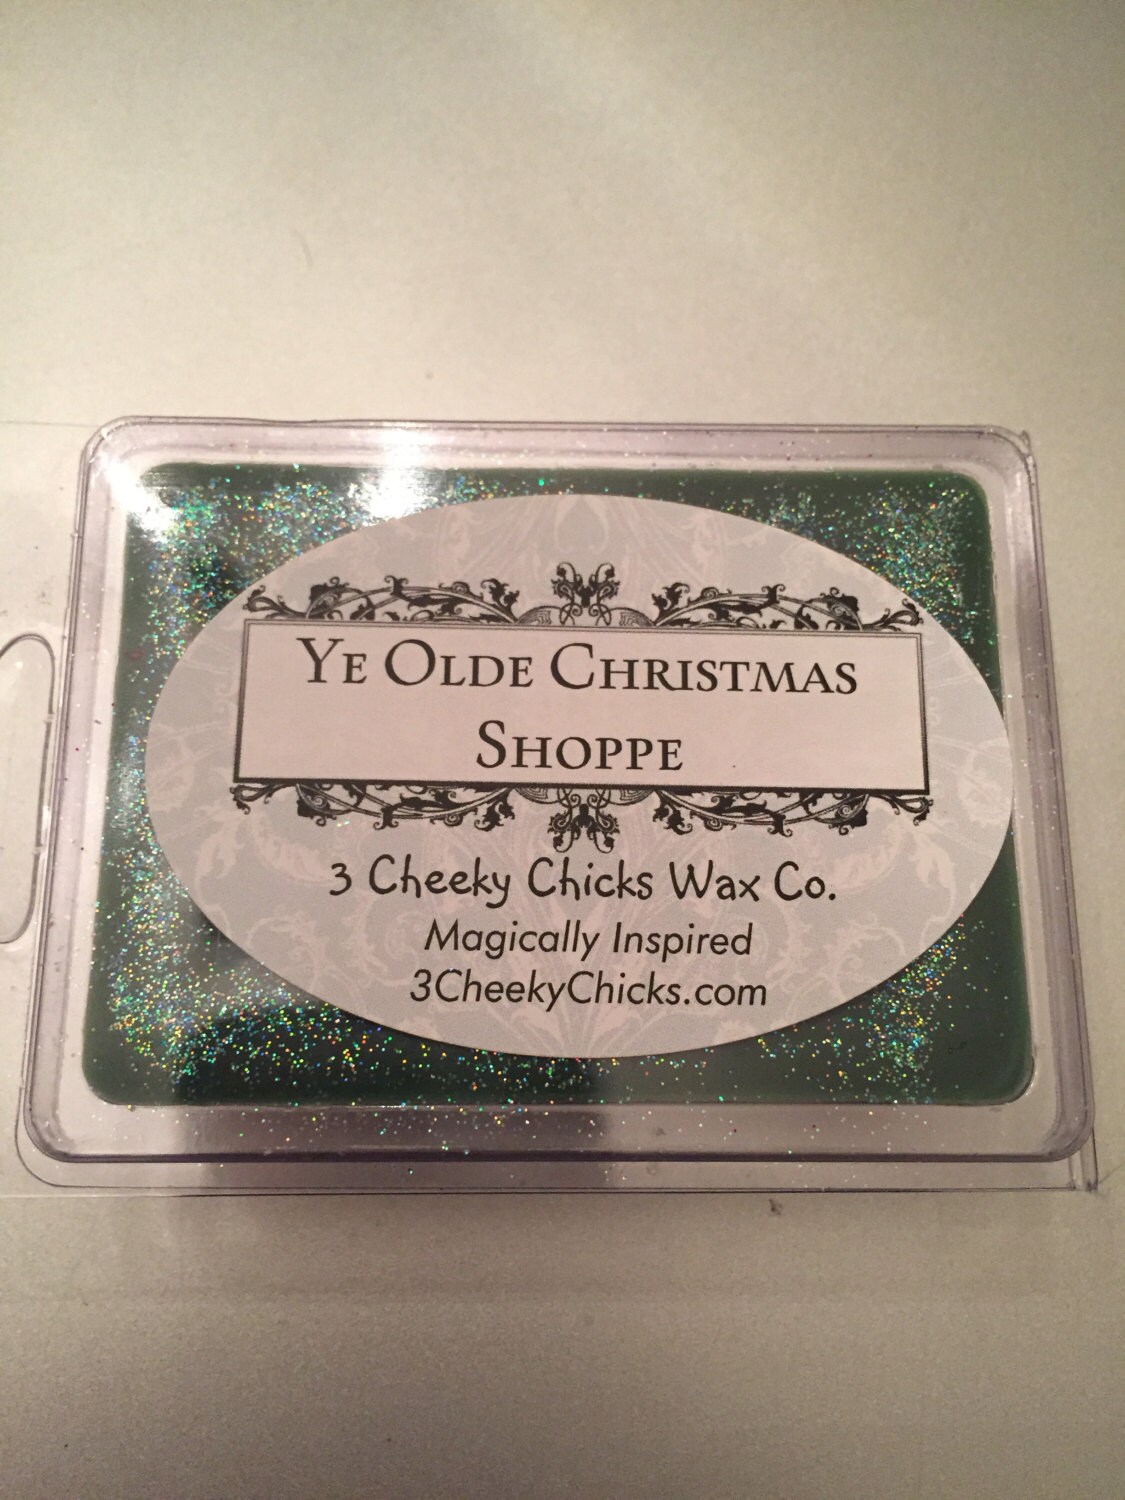 Ye Olde Christmas
Shoppe
3 Cheeky Chicks Wax Co.
Magically Inspired
3CheekyChicks.com